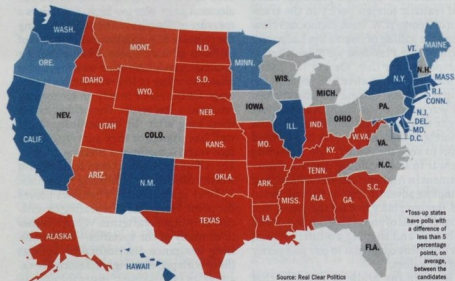 WASH.
ORE.
CALIF.
NEV.
IDAHO
MONT.
WYO.
UTAH
ARIZ.
COLO.
N.M.
N.D.
S.D.
NEB.
KANS.
OKLA.
TEXAS
MINN.
IOWA
MO.
ARK.
LA.
WIS.
ILL.
MICH.
IND.
OHIO
KY.
TENN.
MISS.
ALA.
GA.
FLA.
S.C.
N.C.
VA.
W.VA.
PA.
N.Y.
VT.
N.H.
MAINE
MASS.
R.I.
CONN.
N.J.
DEL.
MD.
D.C.
ALASKA
HAWAII
Source: Real Clear Politics
*Toss-up states
have polls with
a difference of
less than 5
percentage
points, on
average,
between the
candidates